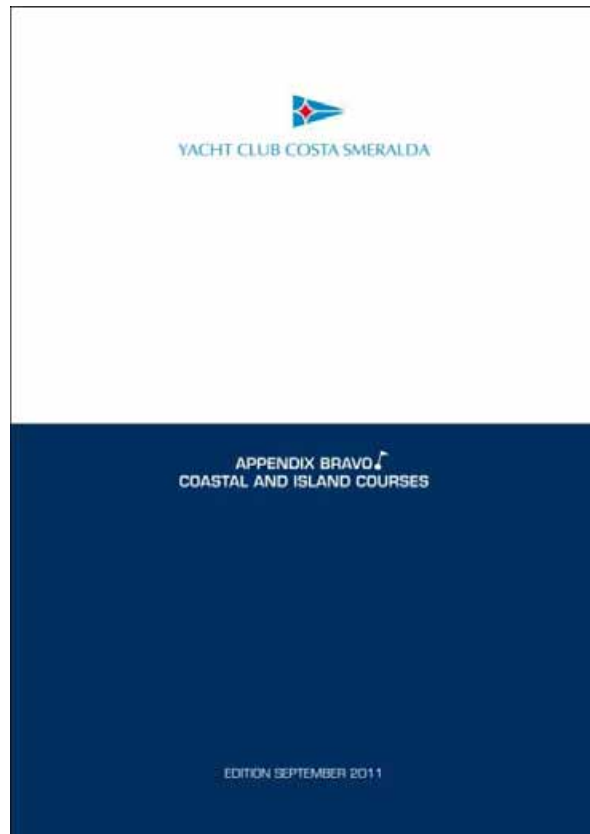 YACHT CLUB COSTA SMERALDA
APPENDIX BRAVO
COASTAL AND ISLAND COURSES
EDITION SEPTEMBER 2011